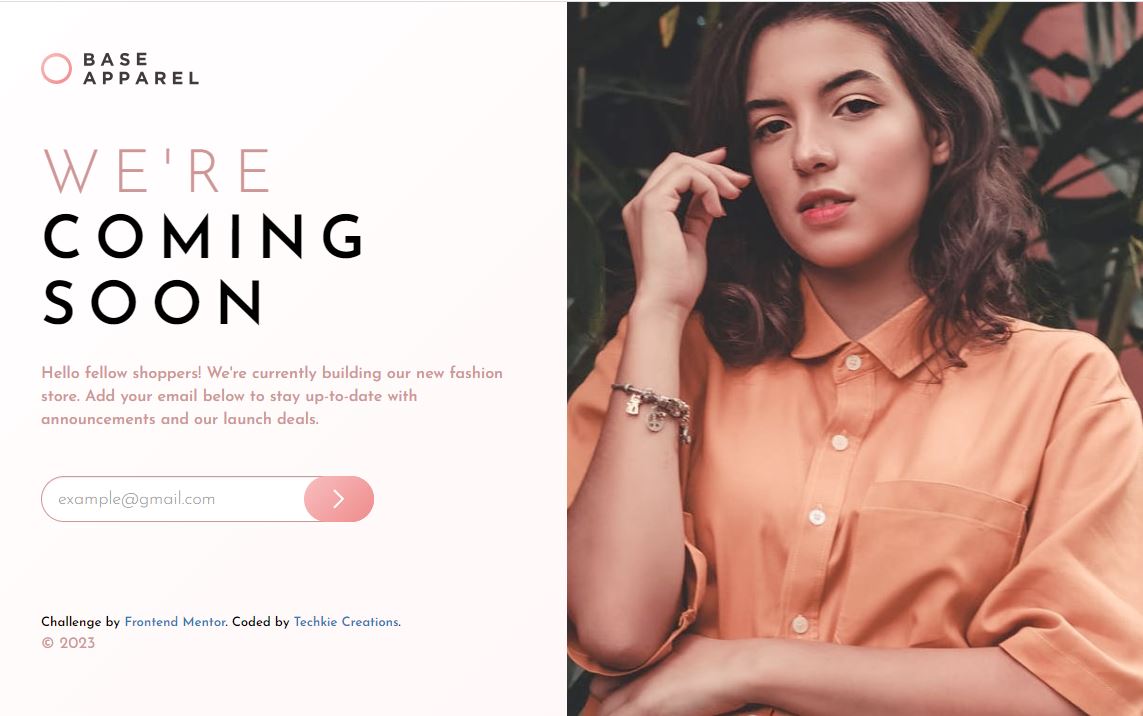 BASE
APPAREL
WE'RE
COMING
SOON
Hello fellow shoppers! We're currently building our new fashion
store. Add your email below to stay up-to-date with
announcements and our launch deals.
example@gmail.com
Challenge by Frontend Mentor. Coded by Techkie Creations.
© 2023